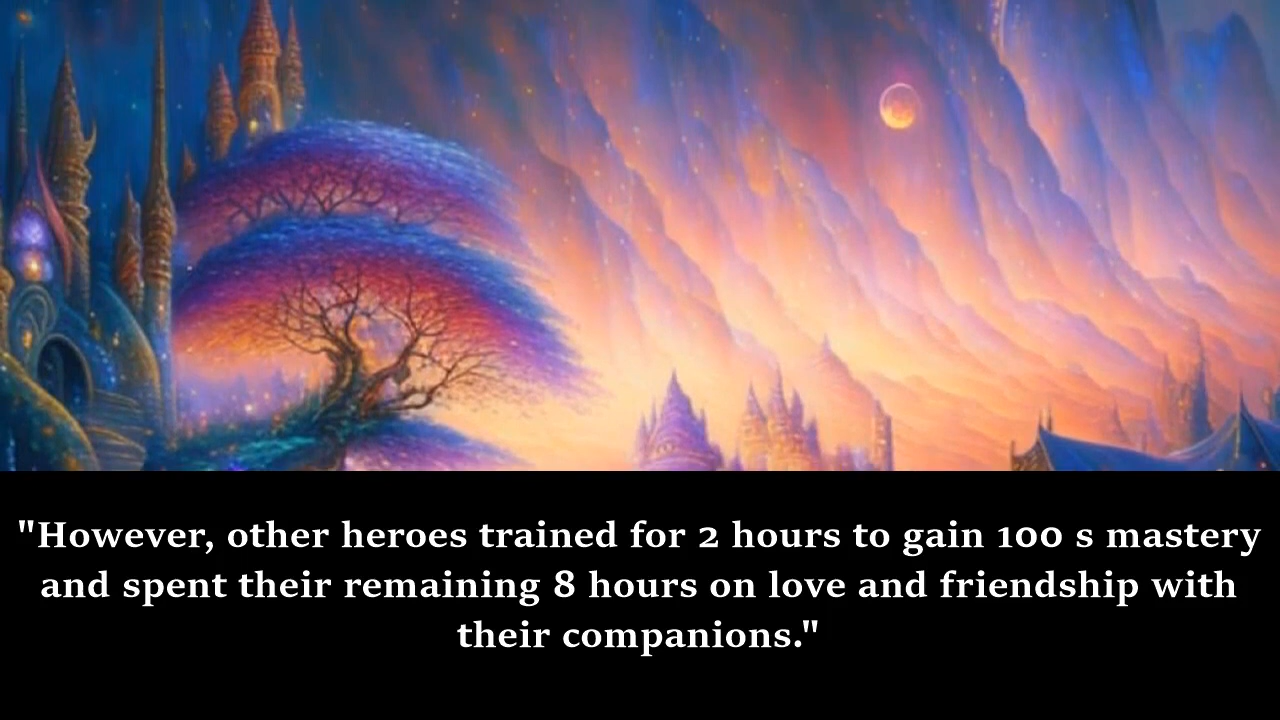 "However, other heroes trained for 2 hours to gain 100 s mastery
and spent their remaining 8 hours on love and friendship with
their companions."